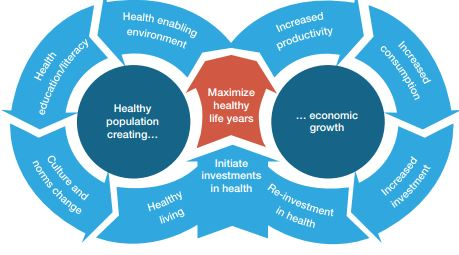 Health enabling
environment
Increased
productivity
Health
education/literacy
Increased
consumption
Maximize
healthy
life years
Healthy
population
creating...
... economic
growth
Culture and
norms change
Initiate
investments
in health
Increased
investment
Healthy
living
Re-investment
in health